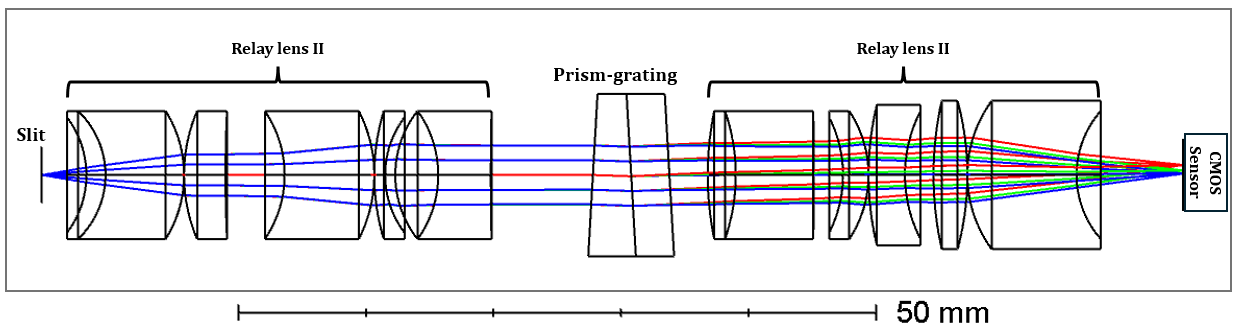 Relay lens II
Relay lens II
Prism-grating
Slit
CMOS
Sensor
50 mm